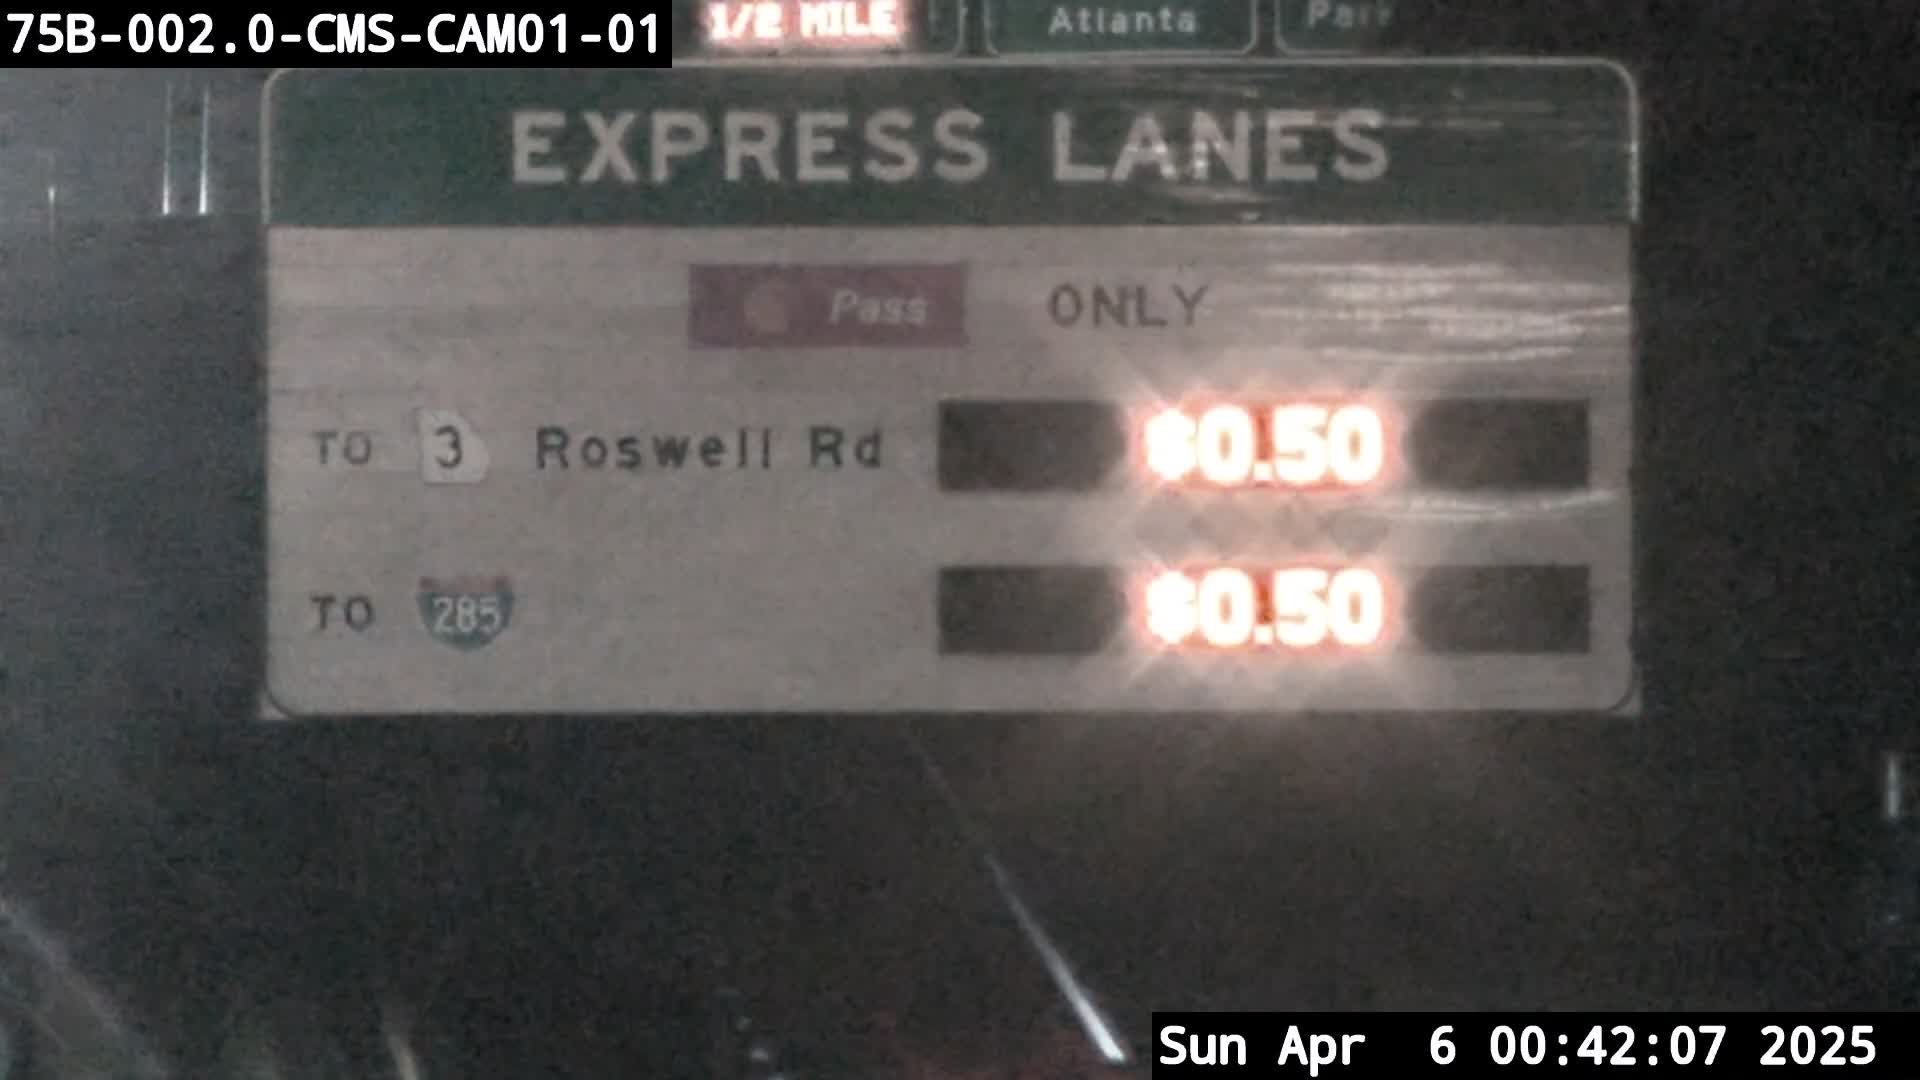 75B-002.0-CMS-CAM01-01
1/2 MILE
Atlanta
EXPRESS LANES
Pass ONLY
TO 3 Roswell Rd $0.50
TO 285 $0.50
Sun Apr 6 00:42:07 2025